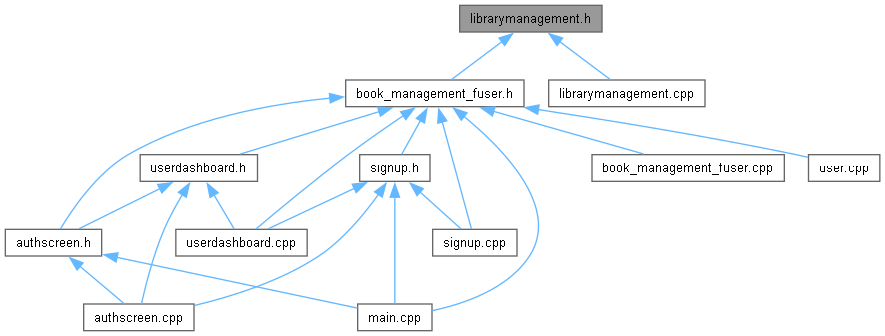 librarymanagement.h
book_management_fuser.h
librarymanagement.cpp
userdashboard.h
signup.h
book_management_fuser.cpp
user.cpp
authscreen.h
userdashboard.cpp
signup.cpp
authscreen.cpp
main.cpp